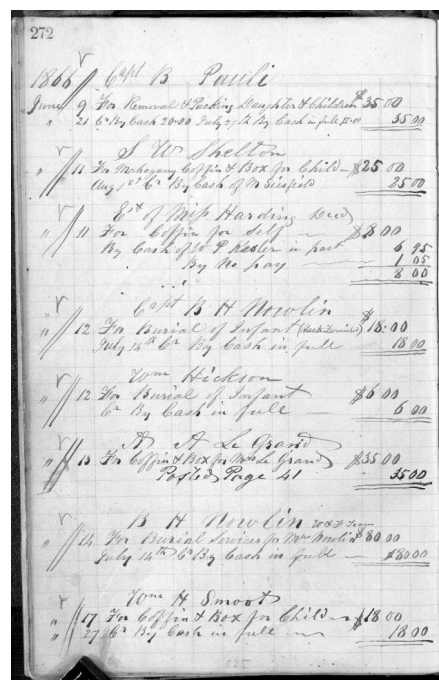 272
1866 Capt B Pauli
June 9 For Removal & Packing Daughter & Children $35 00
" 21 Cr By Cash 20.00 July 27th By Cash in full 15.00 35 00
S W Shelton
" 11 For Mahogany Coffin & Box for Child - $25 00
Aug 1st Cr By Cash of M 25 00
Est of Miss Harding Decd
" 11 For Coffin for Self - $8 00
By Cash of W P in part 6 95
By No pay 1 05
8 00
Capt B H Nowlin
" 12 For Burial of Infant $18.00
July 14th Cr By Cash in full 18 00
Wm Hickson
" 12 For Burial of Infant $6 00
Cr By Cash in full 6 00
A A Le Grand
" 13 For Coffin & Box for Mrs Le Grand $35 00
Posted Page 41 35 00
B H Nowlin
" 14 For Burial Services for Mrs Nowlin $80 00
July 14th Cr By Cash in full - $80 00
Wm H Smoot
" 17 For Coffin & Box for Child $18 00
" 27 Cr By Cash in full 18 00